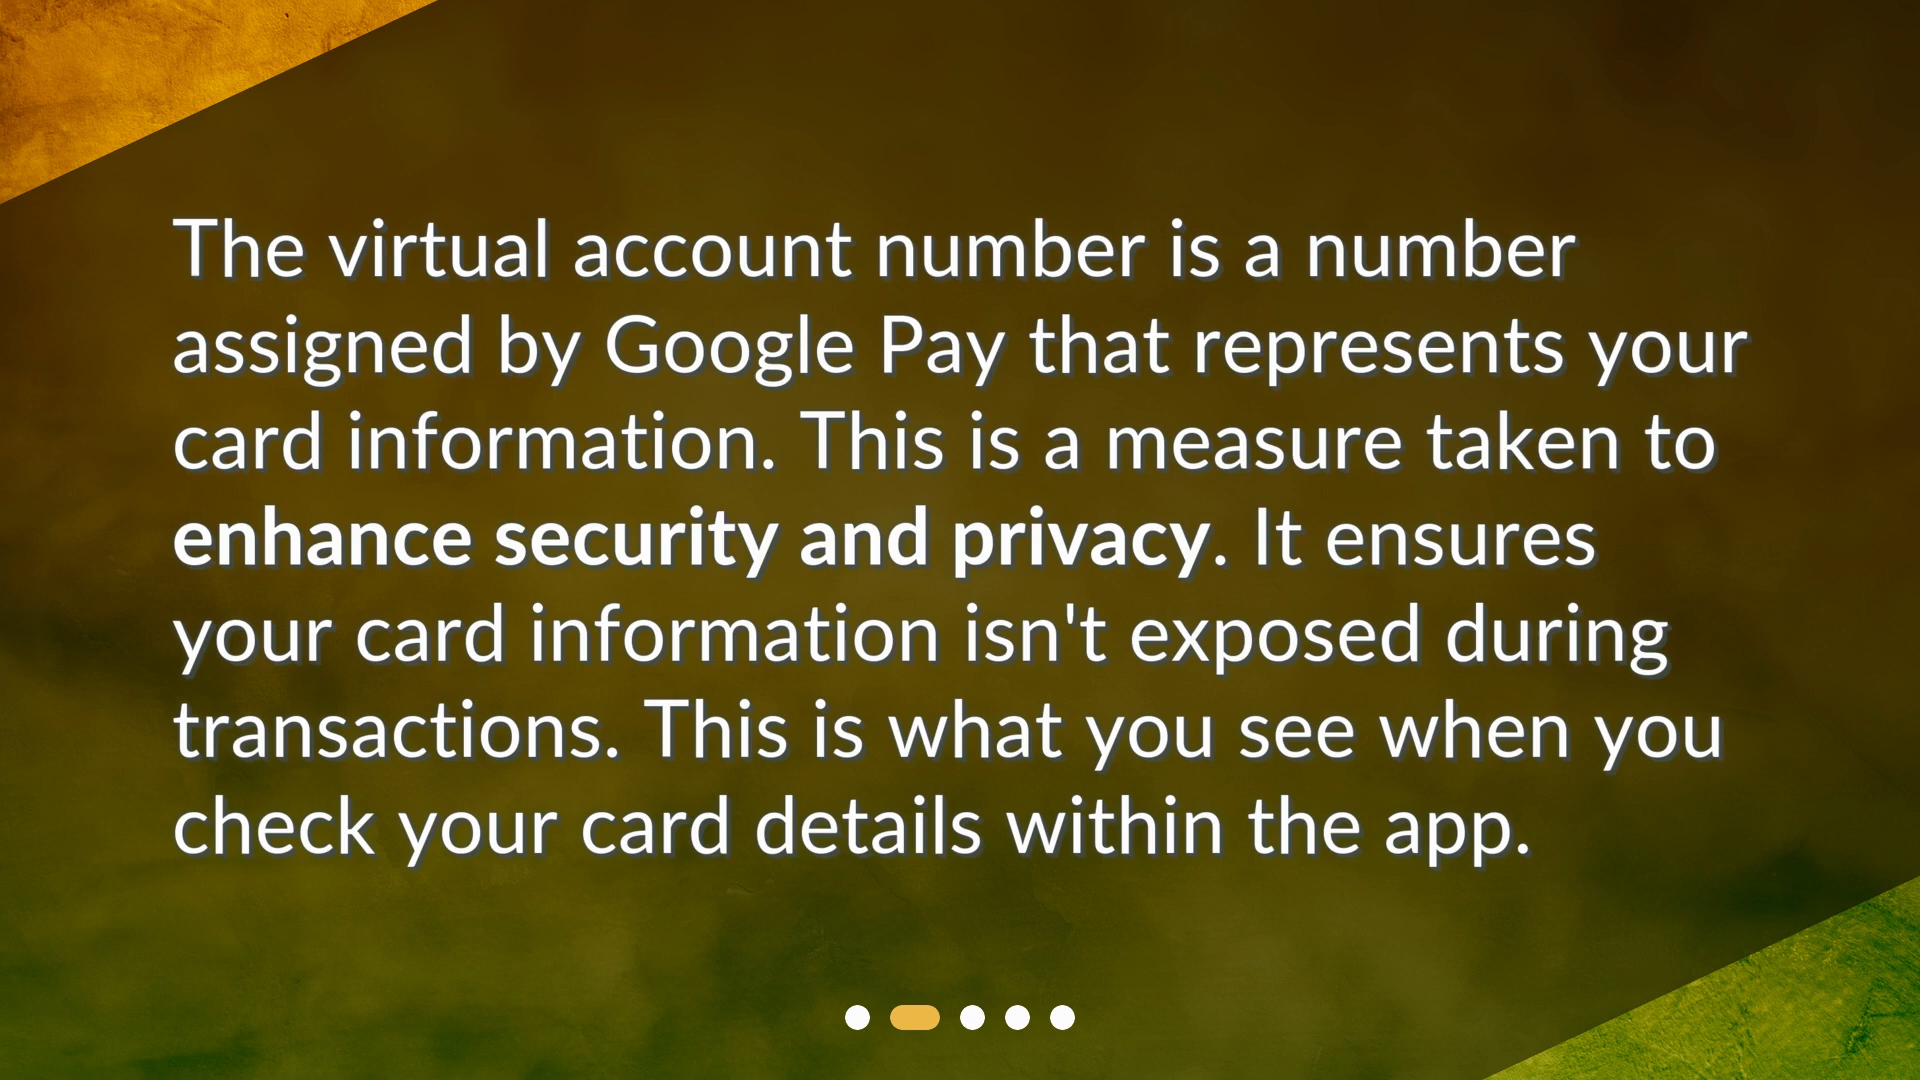 The virtual account number is a number
assigned by Google Pay that represents your
card information. This is a measure taken to
enhance security and privacy. It ensures
your card information isn't exposed during
transactions. This is what you see when you
check your card details within the app.